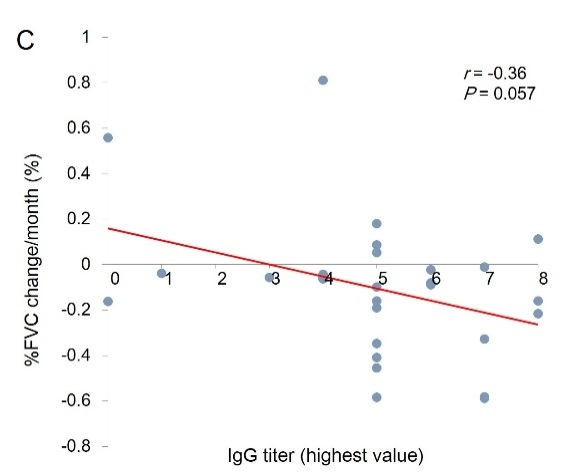 C
r = -0.36
P = 0.057
1
0.8
0.6
0.4
0.2
0
-0.2
-0.4
-0.6
-0.8
%FVC change/month (%)
0 1 2 3 4 5 6 7 8
IgG titer (highest value)